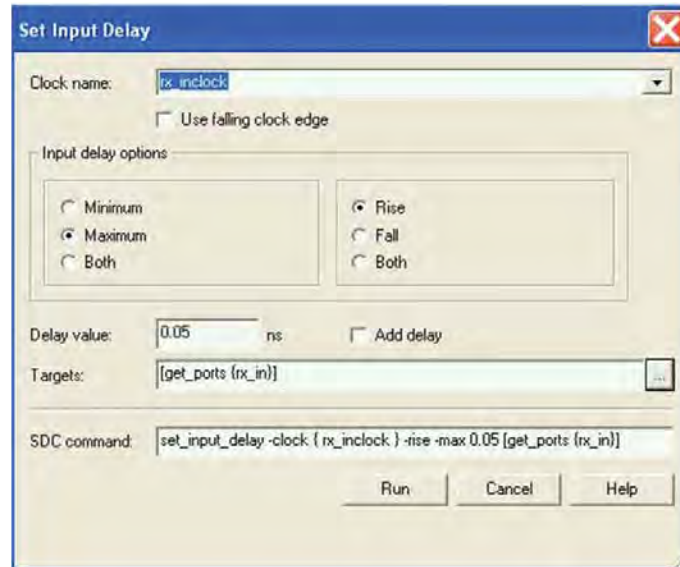 Set Input Delay
Clock name: rx_inclock
Use falling clock edge
Input delay options
Minimum
Maximum
Both
Rise
Fall
Both
Delay value: 0.05 ns Add delay
Targets: [get_ports {rx_in}] ...
SDC command: set_input_delay -clock { rx_inclock } -rise -max 0.05 [get_ports {rx_in}]
Run Cancel Help